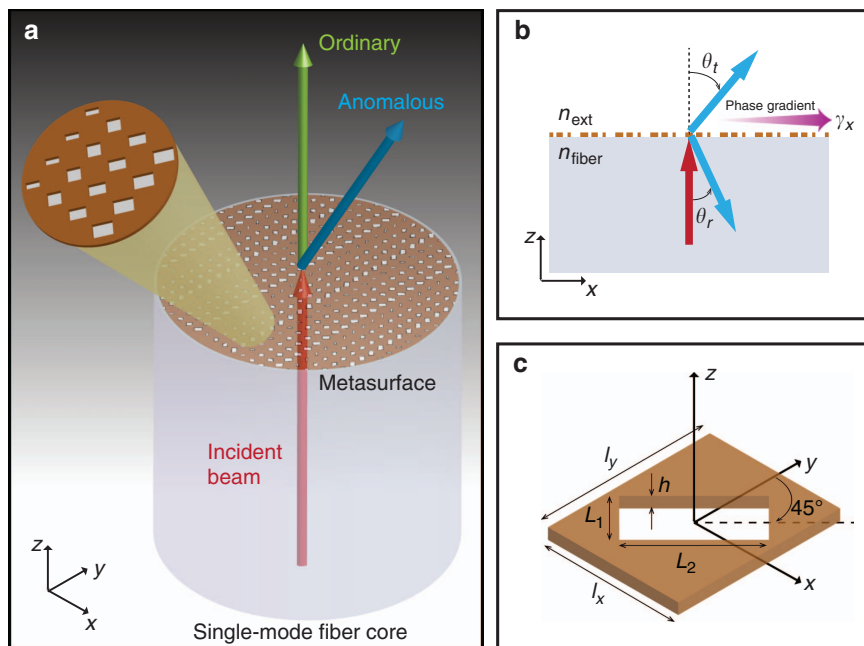 a
Ordinary
Anomalous
Metasurface
Incident
beam
z
y
x
Single-mode fiber core
b
θt
Phase gradient
γx
next
nfiber
θr
z
x
c
z
ly
h
y
L1
45°
L2
x
lx